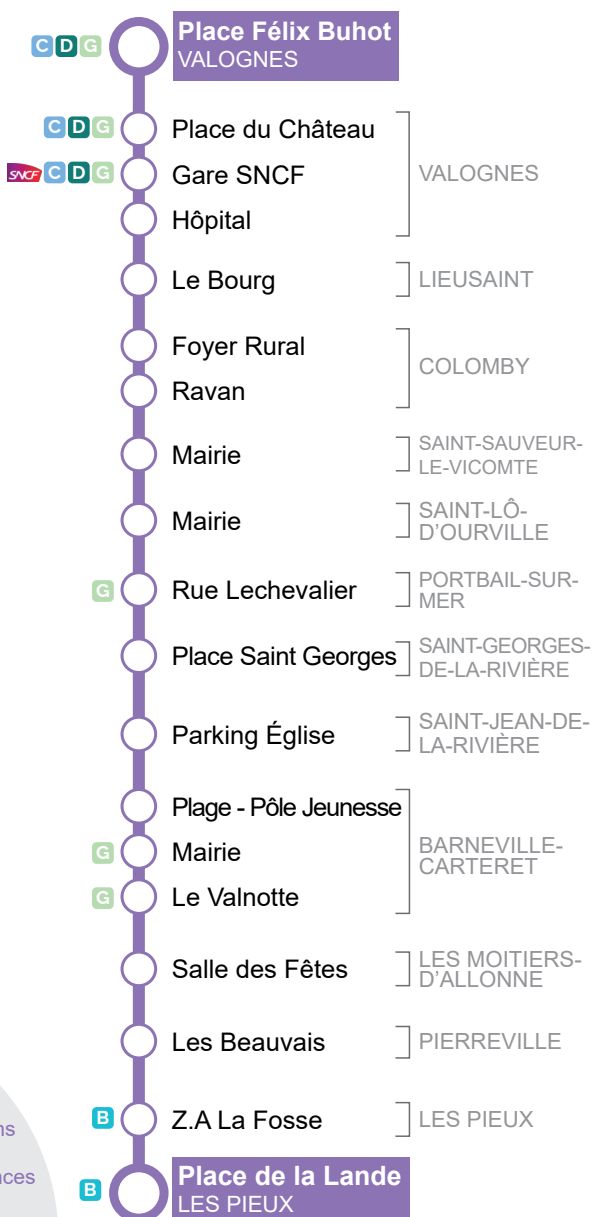 C D G
Place Félix Buhot
VALOGNES
C D G
Place du Château
SNCF C D G
Gare SNCF
VALOGNES
Hôpital
Le Bourg
LIEUSAINT
Foyer Rural
COLOMBY
Ravan
Mairie
SAINT-SAUVEUR-
LE-VICOMTE
Mairie
SAINT-LÔ-
D'OURVILLE
G
Rue Lechevalier
PORTBAIL-SUR-
MER
Place Saint Georges
SAINT-GEORGES-
DE-LA-RIVIÈRE
Parking Église
SAINT-JEAN-DE-
LA-RIVIÈRE
Plage - Pôle Jeunesse
G
Mairie
BARNEVILLE-
CARTERET
G
Le Valnotte
Salle des Fêtes
LES MOITIERS-
D'ALLONNE
Les Beauvais
PIERREVILLE
B
Z.A La Fosse
LES PIEUX
B
Place de la Lande
LES PIEUX